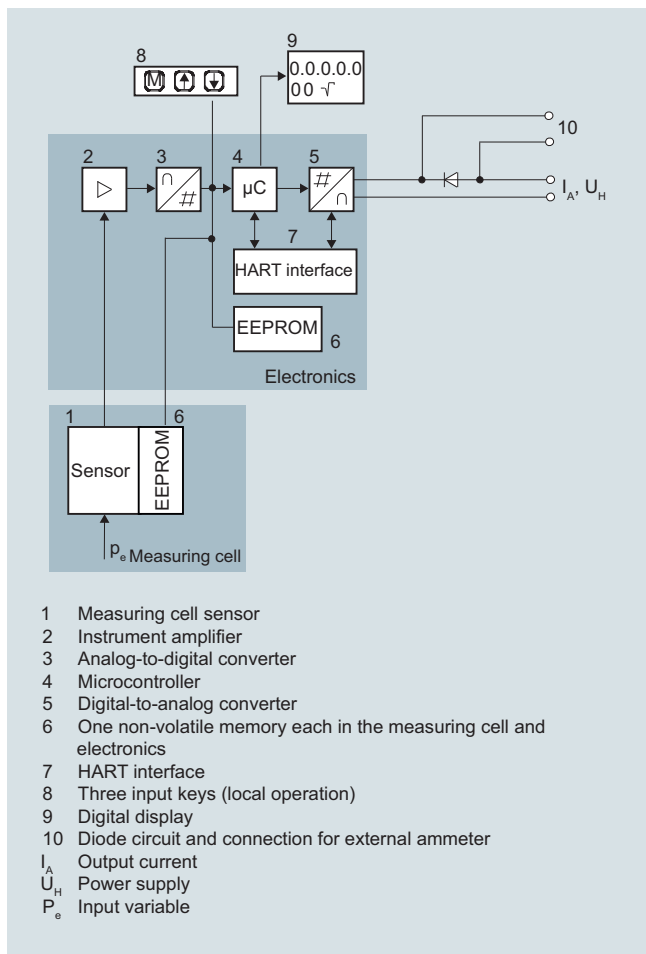 8
9
M ↑ ↓
0.0.0.0.0
00 √
10
2
3
4
5
▷
∩
#
µC
#
∩
I_A, U_H
7
HART interface
EEPROM
6
Electronics
1
6
Sensor
EEPROM
p_e Measuring cell
1 Measuring cell sensor
2 Instrument amplifier
3 Analog-to-digital converter
4 Microcontroller
5 Digital-to-analog converter
6 One non-volatile memory each in the measuring cell and
electronics
7 HART interface
8 Three input keys (local operation)
9 Digital display
10 Diode circuit and connection for external ammeter
I_A Output current
U_H Power supply
P_e Input variable